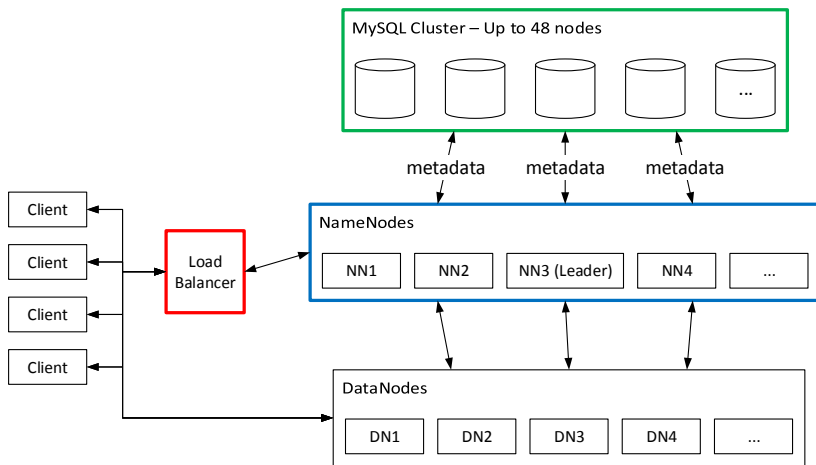 MySQL Cluster – Up to 48 nodes
...
metadata metadata metadata
Client
Client
Client
Client
Load
Balancer
NameNodes
NN1 NN2 NN3 (Leader) NN4 ...
DataNodes
DN1 DN2 DN3 DN4 ...